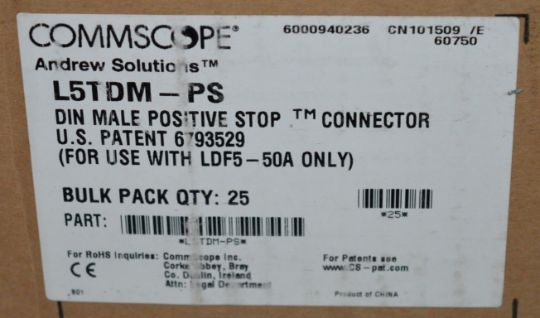 COMMSCOPE® 6000940236 CN101509 /E
60750
Andrew Solutions™
L5TDM-PS
DIN MALE POSITIVE STOP ™ CONNECTOR
U.S. PATENT 6793529
(FOR USE WITH LDF5-50A ONLY)
BULK PACK QTY: 25
*25*
PART:
*L5TDM-PS*
For RoHS Inquiries: Commscope Inc.
Corke Abbey, Bray
Co. Dublin, Ireland
Attn: Legal Department
CE
For Patents see
www.CS-pat.com
801
Product of CHINA